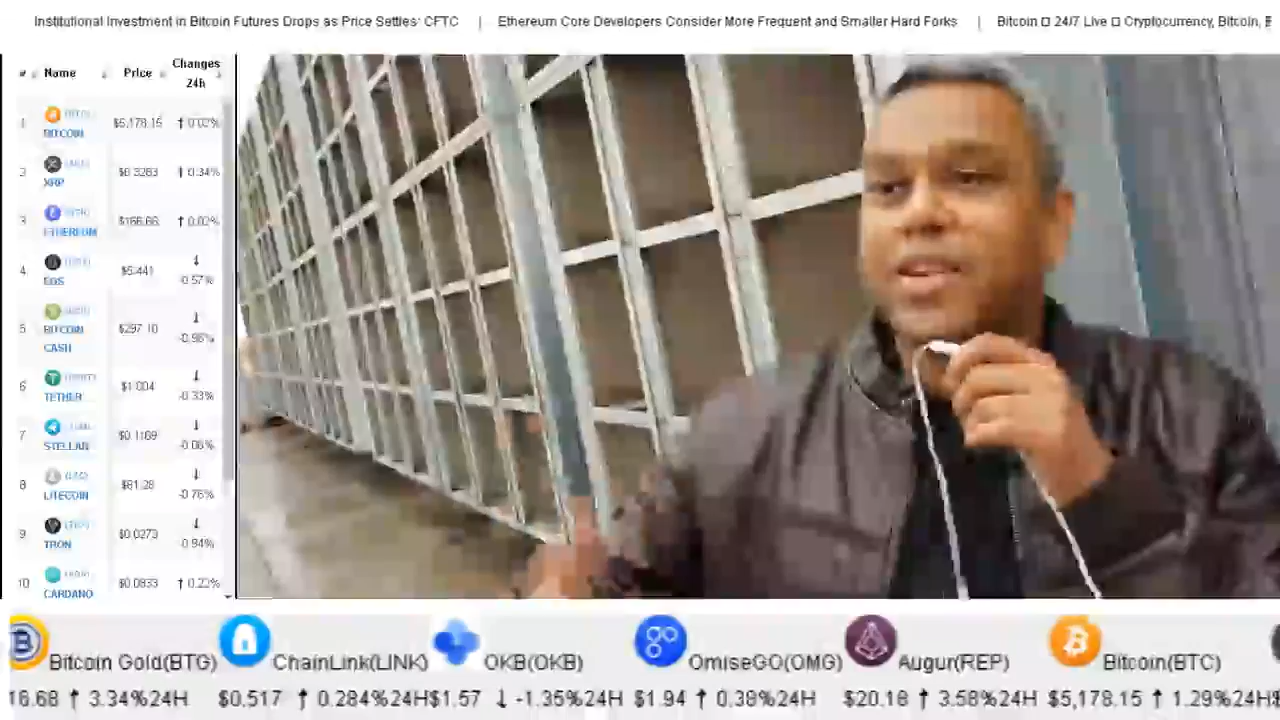 Institutional Investment in Bitcoin Futures Drops as Price Settles: CFTC | Ethereum Core Developers Consider More Frequent and Smaller Hard Forks | Bitcoin □ 24/7 Live □ Cryptocurrency, Bitcoin,
# Name Price Changes 24h
1 BITCOIN $5,178.15 ↑ 0.02%
2 XRP $0.3283 ↑ 0.34%
3 ETHEREUM $166.66 ↑ 0.02%
4 EOS $5.441 ↓ -0.57%
5 BITCOIN CASH $297.10 ↓ -0.98%
6 TETHER $1.004 ↓ -0.33%
7 STELLAR ↓ -0.06%
8 LITECOIN $81.28 ↓ -0.76%
9 TRON $0.0273 ↓ -0.94%
10 CARDANO $0.0833 ↑ 0.22%
Bitcoin Gold(BTG) ChainLink(LINK) OKB(OKB) OmiseGO(OMG) Augur(REP) Bitcoin(BTC)
16.68 ↑ 3.34%24H $0.517 ↑ 0.284%24H $1.57 ↓ -1.35%24H $1.94 ↑ 0.38%24H $20.18 ↑ 3.58%24H $5,178.15 ↑ 1.29%24H